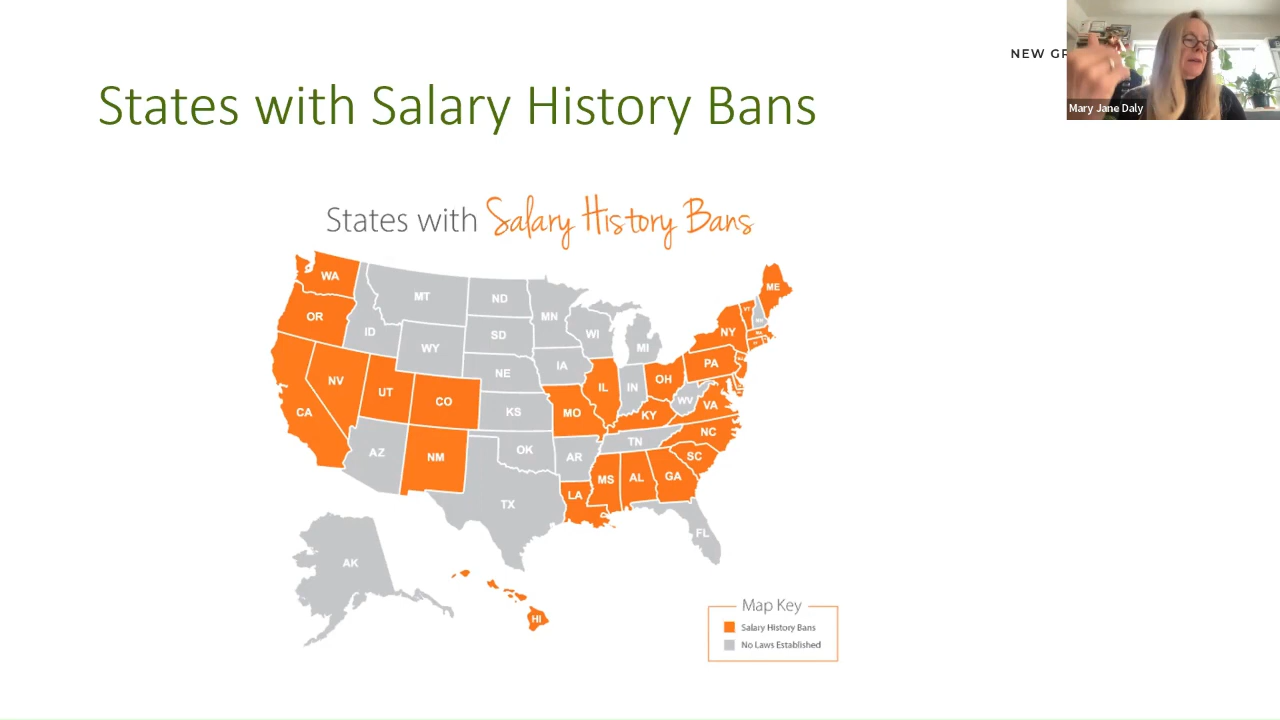 NEW GR
Mary Jane Daly
States with Salary History Bans
States with Salary History Bans
WA
MT
ND
MN
ME
OR
ID
SD
WI
MI
VT
NY
WY
NE
IA
PA
NV
UT
CO
KS
MO
IL
IN
OH
KY
WV
VA
CA
AZ
NM
OK
AR
TN
NC
SC
TX
LA
MS
AL
GA
FL
AK
HI
Map Key
Salary History Bans
No Laws Established